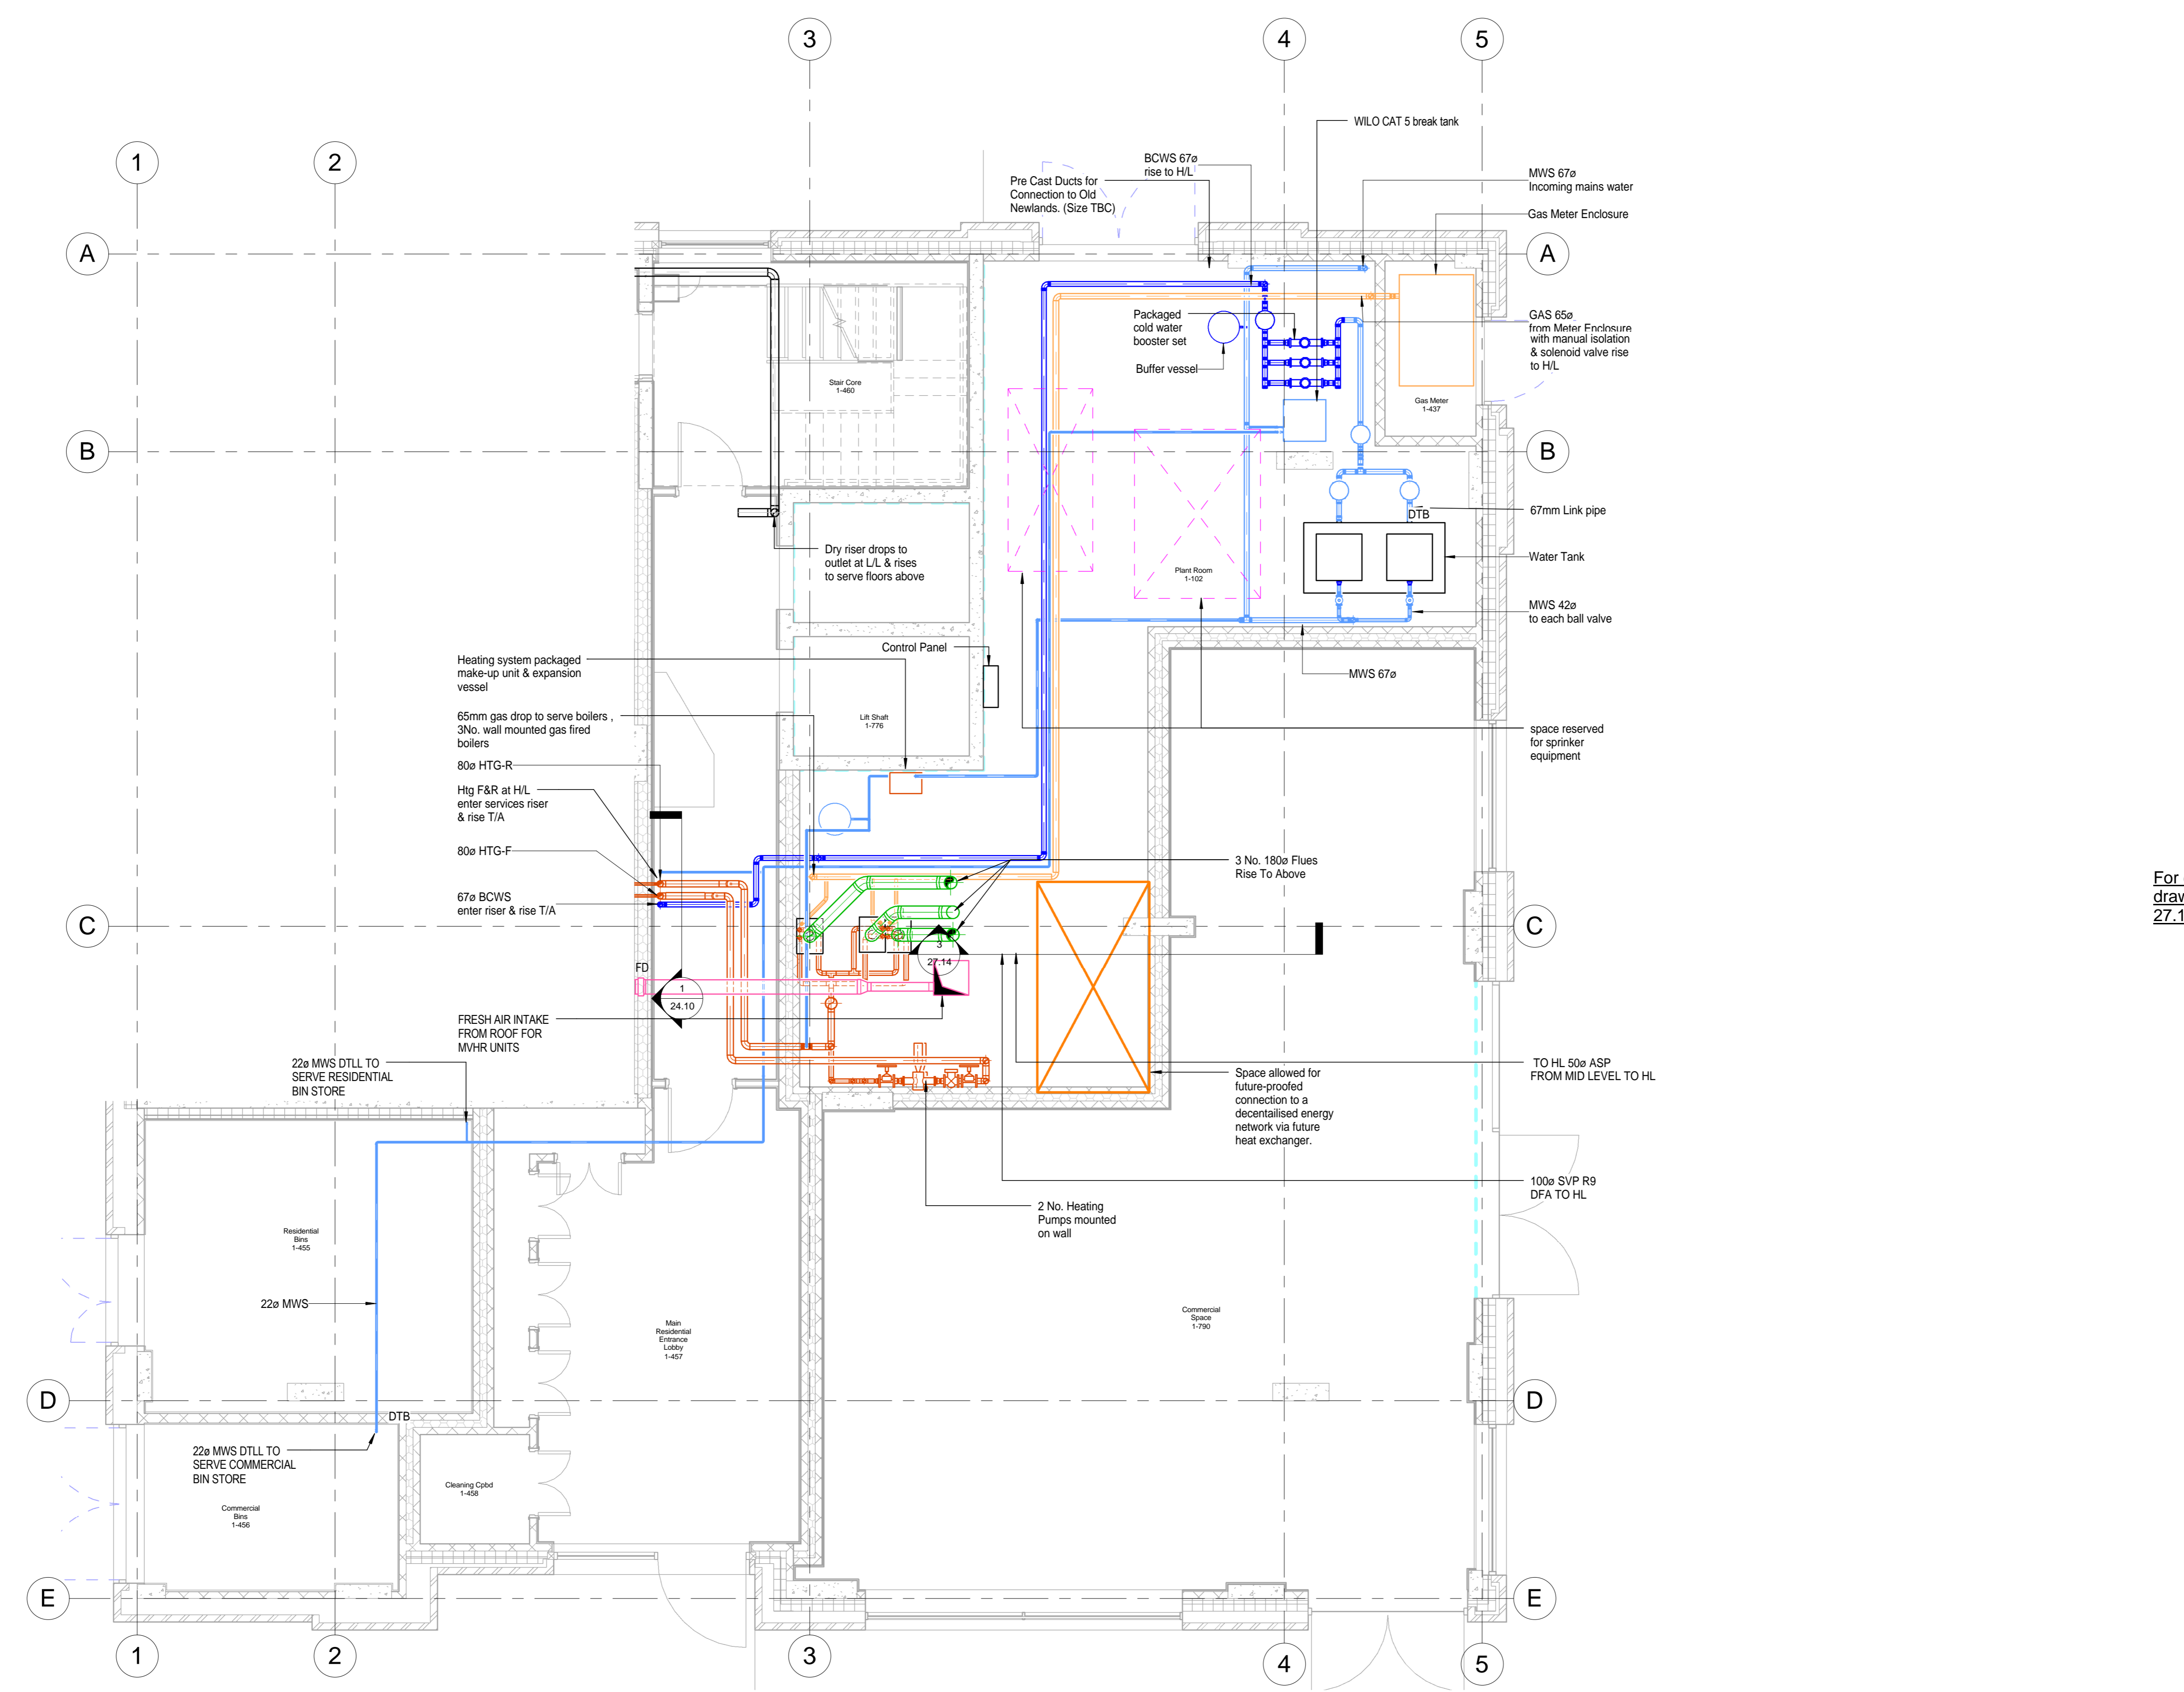 3
4
5
WILO CAT 5 break tank
1
2
BCWS 67ø
rise to H/L
Pre Cast Ducts for
Connection to Old
Newlands. (Size TBC)
MWS 67ø
Incoming mains water
Gas Meter Enclosure
A
A
Packaged
cold water
booster set
Buffer vessel
GAS 65ø
from Meter Enclosure
with manual isolation
& solenoid valve rise
to H/L
Stair Core
1-460
Gas Meter
1-437
B
B
DTB
67mm Link pipe
Dry riser drops to
outlet at L/L & rises
to serve floors above
Water Tank
Plant Room
1-102
MWS 42ø
to each ball valve
Control Panel
Heating system packaged
make-up unit & expansion
vessel
MWS 67ø
65mm gas drop to serve boilers ,
3No. wall mounted gas fired
boilers
Lift Shaft
1-776
space reserved
for sprinker
equipment
80ø HTG-R
Htg F&R at H/L
enter services riser
& rise T/A
80ø HTG-F
3 No. 180ø Flues
Rise To Above
67ø BCWS
enter riser & rise T/A
For
draw
27.1
C
C
3
27.14
FD
1
24.10
FRESH AIR INTAKE
FROM ROOF FOR
MVHR UNITS
22ø MWS DTLL TO
SERVE RESIDENTIAL
BIN STORE
TO HL 50ø ASP
FROM MID LEVEL TO HL
Space allowed for
future-proofed
connection to a
decentailised energy
network via future
heat exchanger.
100ø SVP R9
DFA TO HL
2 No. Heating
Pumps mounted
on wall
Residential
Bins
1-455
22ø MWS
Main
Residential
Entrance
Lobby
1-457
Commercial
Space
1-790
D
D
DTB
22ø MWS DTLL TO
SERVE COMMERCIAL
BIN STORE
Cleaning Cpbd
1-458
Commercial
Bins
1-456
E
E
1
2
3
4
5